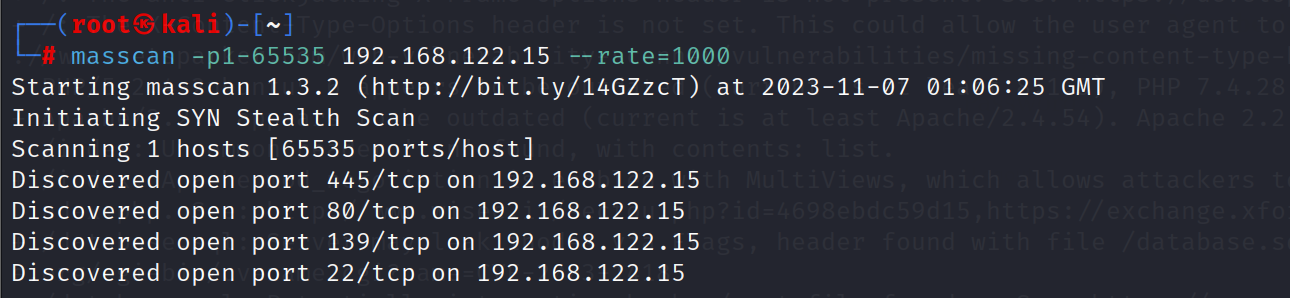 ┌──(root㉿kali)-[~]
└─# masscan -p1-65535 192.168.122.15 --rate=1000
Starting masscan 1.3.2 (http://bit.ly/14GZzcT) at 2023-11-07 01:06:25 GMT
Initiating SYN Stealth Scan
Scanning 1 hosts [65535 ports/host]
Discovered open port 445/tcp on 192.168.122.15
Discovered open port 80/tcp on 192.168.122.15
Discovered open port 139/tcp on 192.168.122.15
Discovered open port 22/tcp on 192.168.122.15